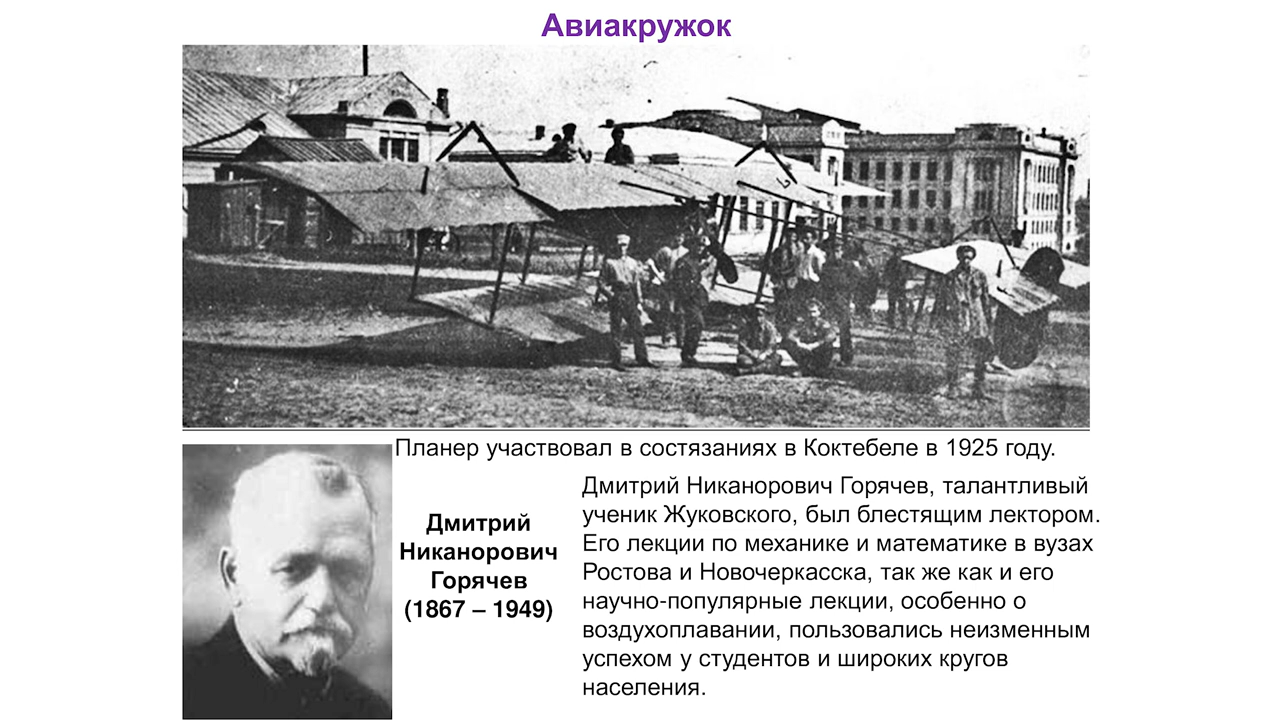 Авиакружок
Планер участвовал в состязаниях в Коктебеле в 1925 году.
Дмитрий
Никанорович
Горячев
(1867 – 1949)
Дмитрий Никанорович Горячев, талантливый
ученик Жуковского, был блестящим лектором.
Его лекции по механике и математике в вузах
Ростова и Новочеркасска, так же как и его
научно-популярные лекции, особенно о
воздухоплавании, пользовались неизменным
успехом у студентов и широких кругов
населения.